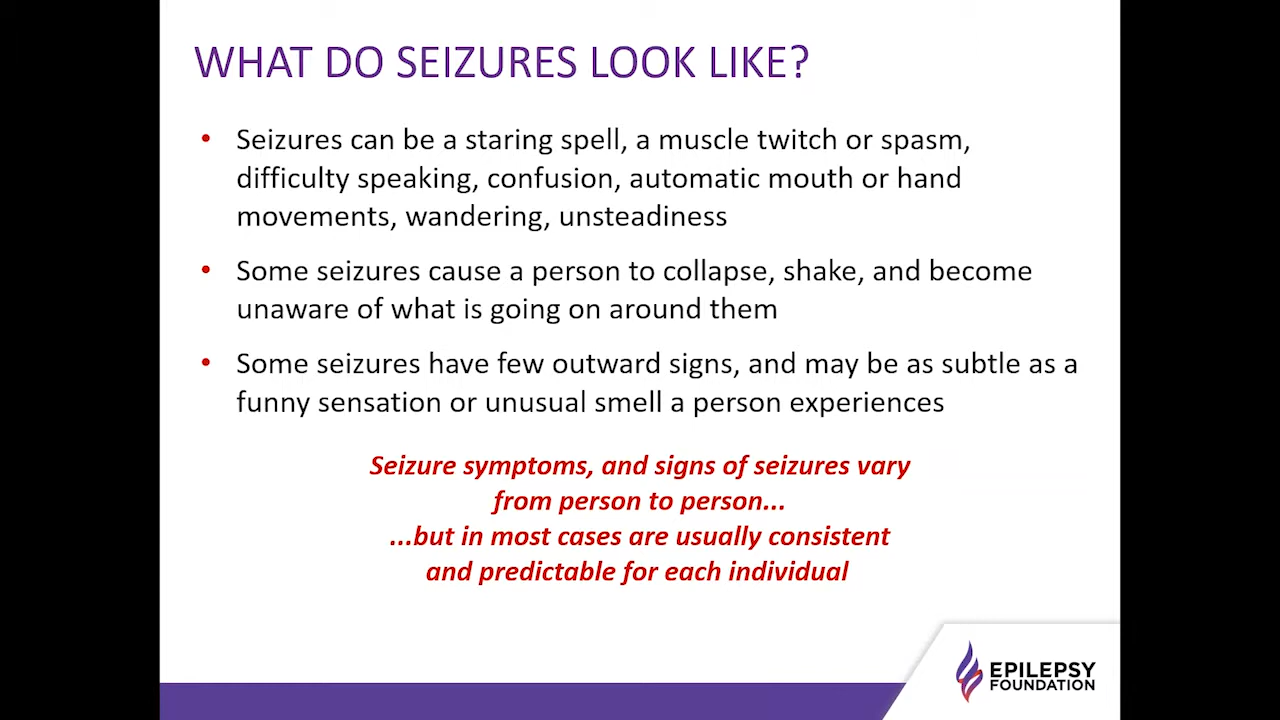 WHAT DO SEIZURES LOOK LIKE?
• Seizures can be a staring spell, a muscle twitch or spasm,
difficulty speaking, confusion, automatic mouth or hand
movements, wandering, unsteadiness
• Some seizures cause a person to collapse, shake, and become
unaware of what is going on around them
• Some seizures have few outward signs, and may be as subtle as a
funny sensation or unusual smell a person experiences
Seizure symptoms, and signs of seizures vary
from person to person...
...but in most cases are usually consistent
and predictable for each individual
EPILEPSY
FOUNDATION